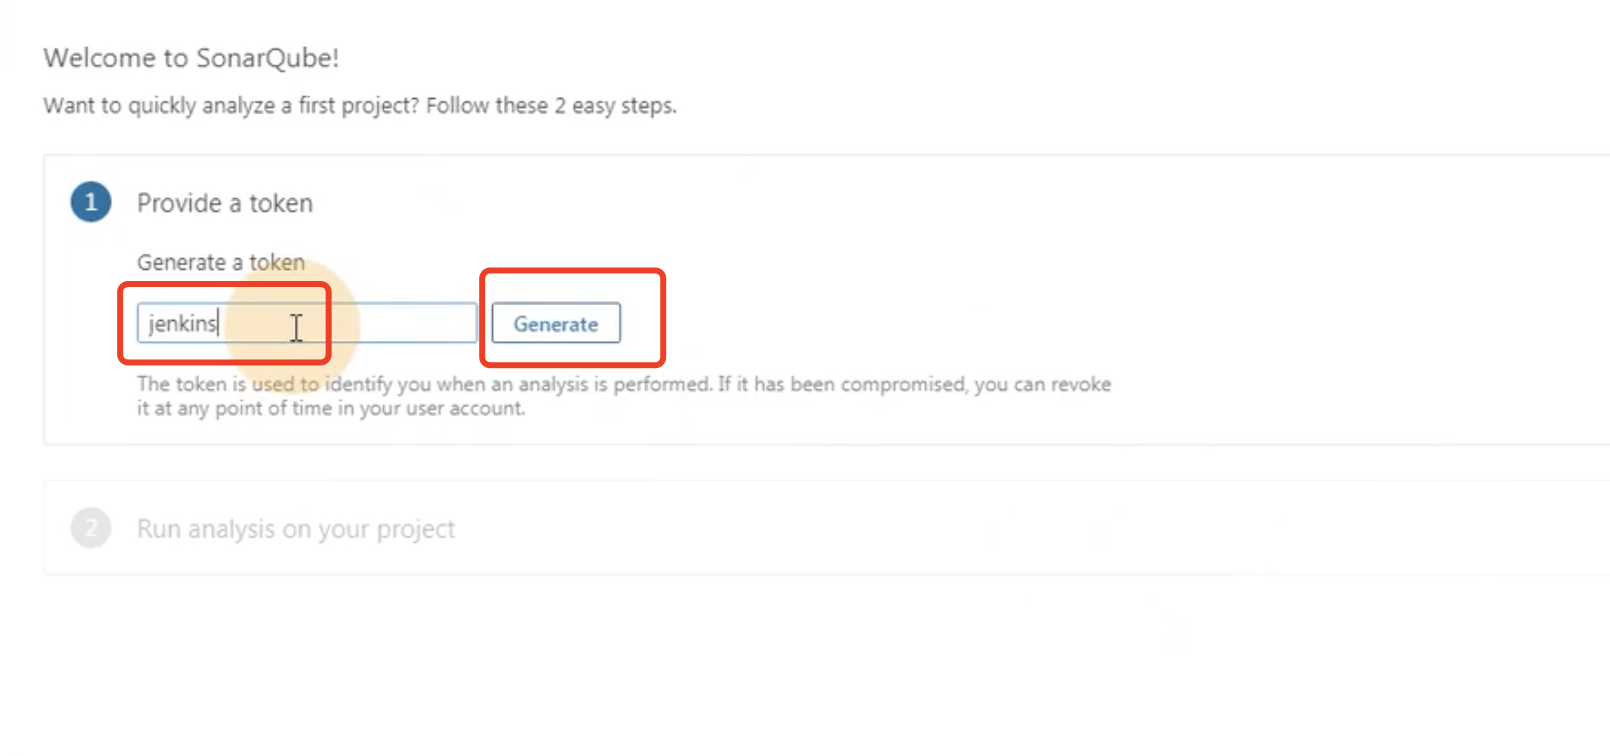 Welcome to SonarQube!
Want to quickly analyze a first project? Follow these 2 easy steps.
1 Provide a token
Generate a token
jenkins Generate
The token is used to identify you when an analysis is performed. If it has been compromised, you can revoke
it at any point of time in your user account.
2 Run analysis on your project